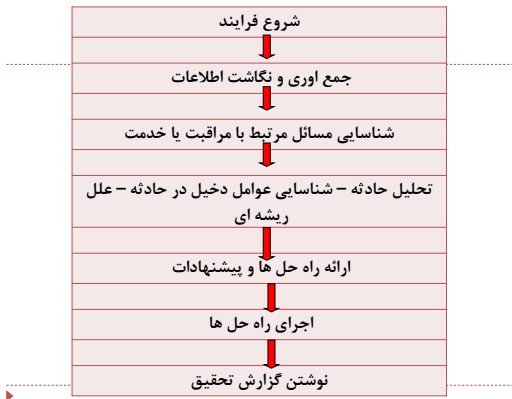 شروع فرایند
جمع اوری و نگاشت اطلاعات
شناسایی مسائل مرتبط با مراقبت یا خدمت
تحلیل حادثه – شناسایی عوامل دخیل در حادثه – علل
ریشه ای
ارائه راه حل ها و پیشنهادات
اجرای راه حل ها
نوشتن گزارش تحقیق